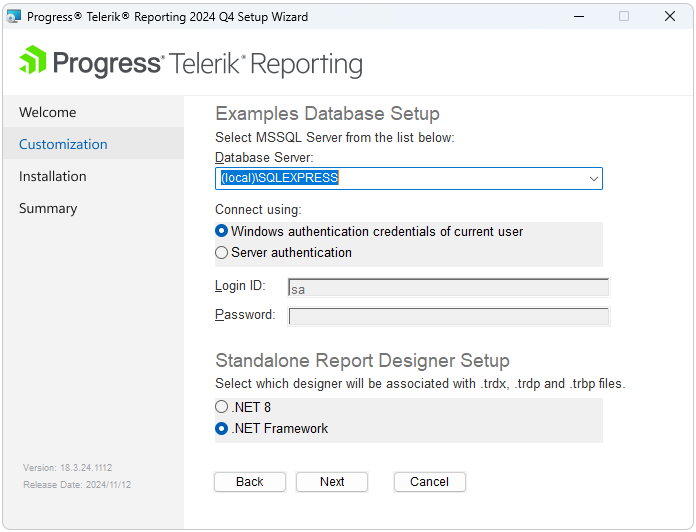 Progress® Telerik® Reporting 2024 Q4 Setup Wizard
Progress® Telerik® Reporting
Welcome
Customization
Installation
Summary
Version: 18.3.24.1112
Release Date: 2024/11/12
Examples Database Setup
Select MSSQL Server from the list below:
Database Server:
(local)\SQLEXPRESS
Connect using:
Windows authentication credentials of current user
Server authentication
Login ID:
sa
Password:
Standalone Report Designer Setup
Select which designer will be associated with .trdx, .trdp and .trbp files.
.NET 8
.NET Framework
Back
Next
Cancel